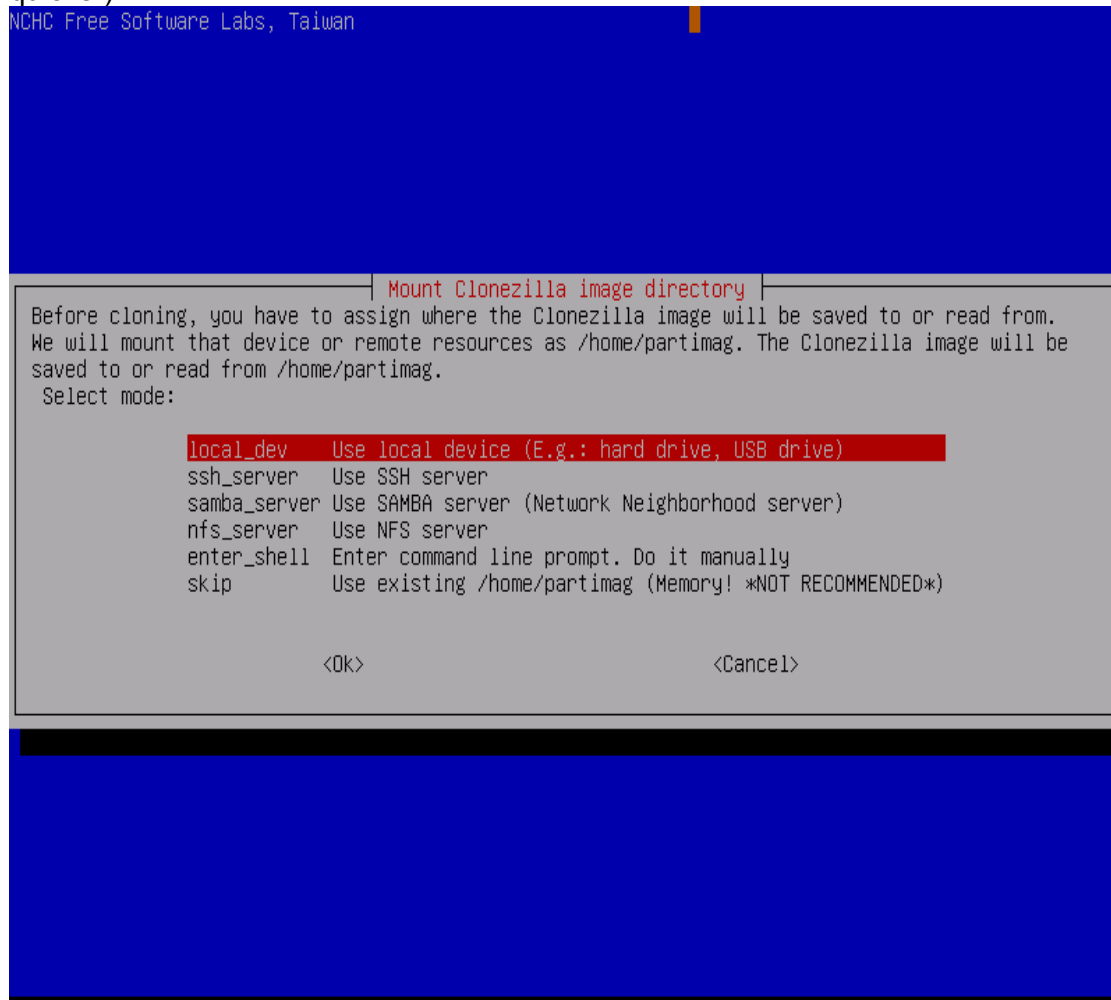 NCHC Free Software Labs, Taiwan
Mount Clonezilla image directory
Before cloning, you have to assign where the Clonezilla image will be saved to or read from.
We will mount that device or remote resources as /home/partimag. The Clonezilla image will be
saved to or read from /home/partimag.
Select mode:
local_dev Use local device (E.g.: hard drive, USB drive)
ssh_server Use SSH server
samba_server Use SAMBA server (Network Neighborhood server)
nfs_server Use NFS server
enter_shell Enter command line prompt. Do it manually
skip Use existing /home/partimag (Memory! *NOT RECOMMENDED*)
<Ok> <Cancel>